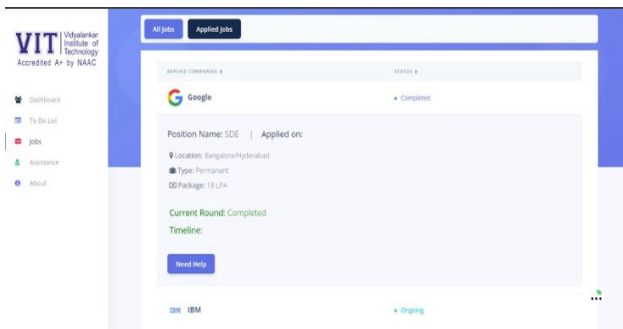 VIT Vidyalankar
Institute of
Technology
Accredited A+ by NAAC
Dashboard
To Do List
Jobs
Assistance
About
All Jobs Applied Jobs
APPLIED COMPANIES STATUS
Google Completed
Position Name: SDE | Applied on:
Location: Bangalore/Hyderabad
Type: Permanant
Package: 18 LPA
Current Round: Completed
Timeline:
Need Help
IBM IBM Ongoing